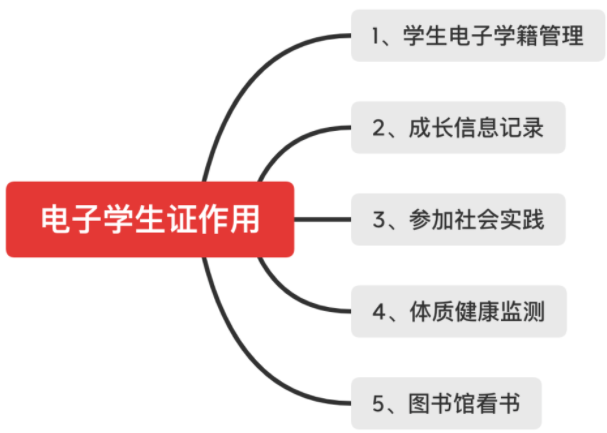 电子学生证作用
1、学生电子学籍管理
2、成长信息记录
3、参加社会实践
4、体质健康监测
5、图书馆看书